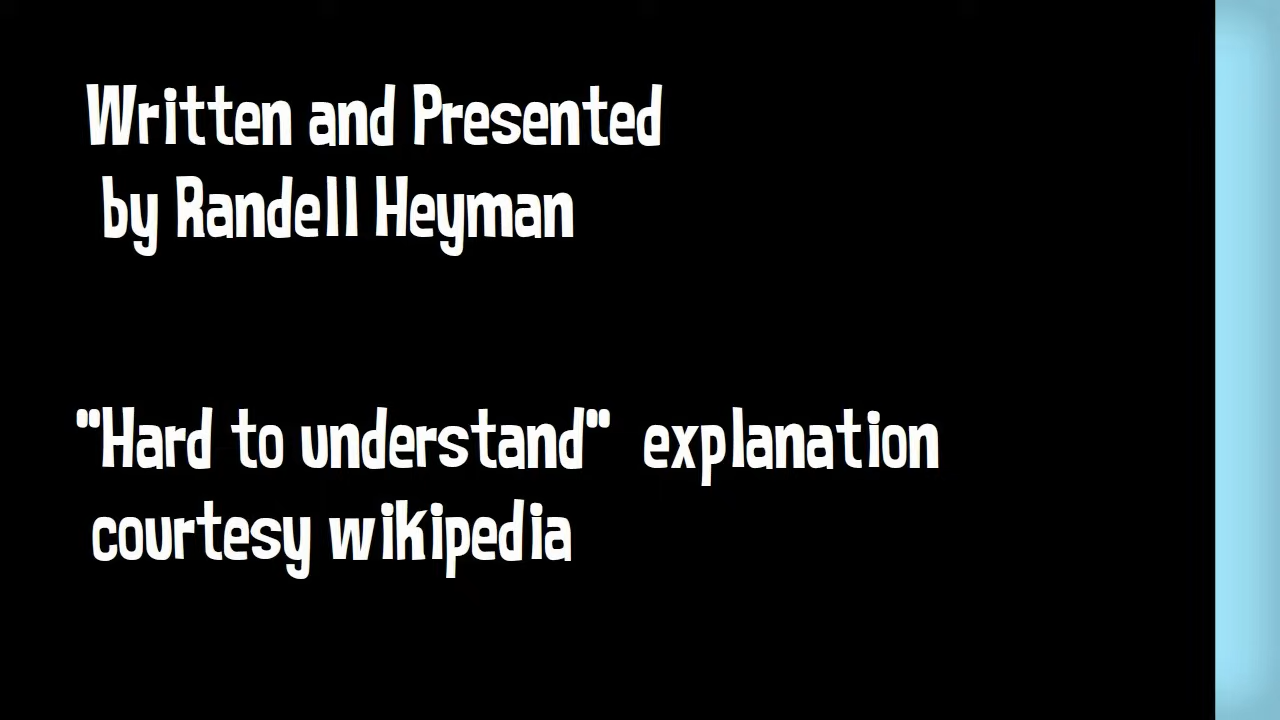 Written and Presented
by Randell Heyman
"Hard to understand" explanation
courtesy wikipedia